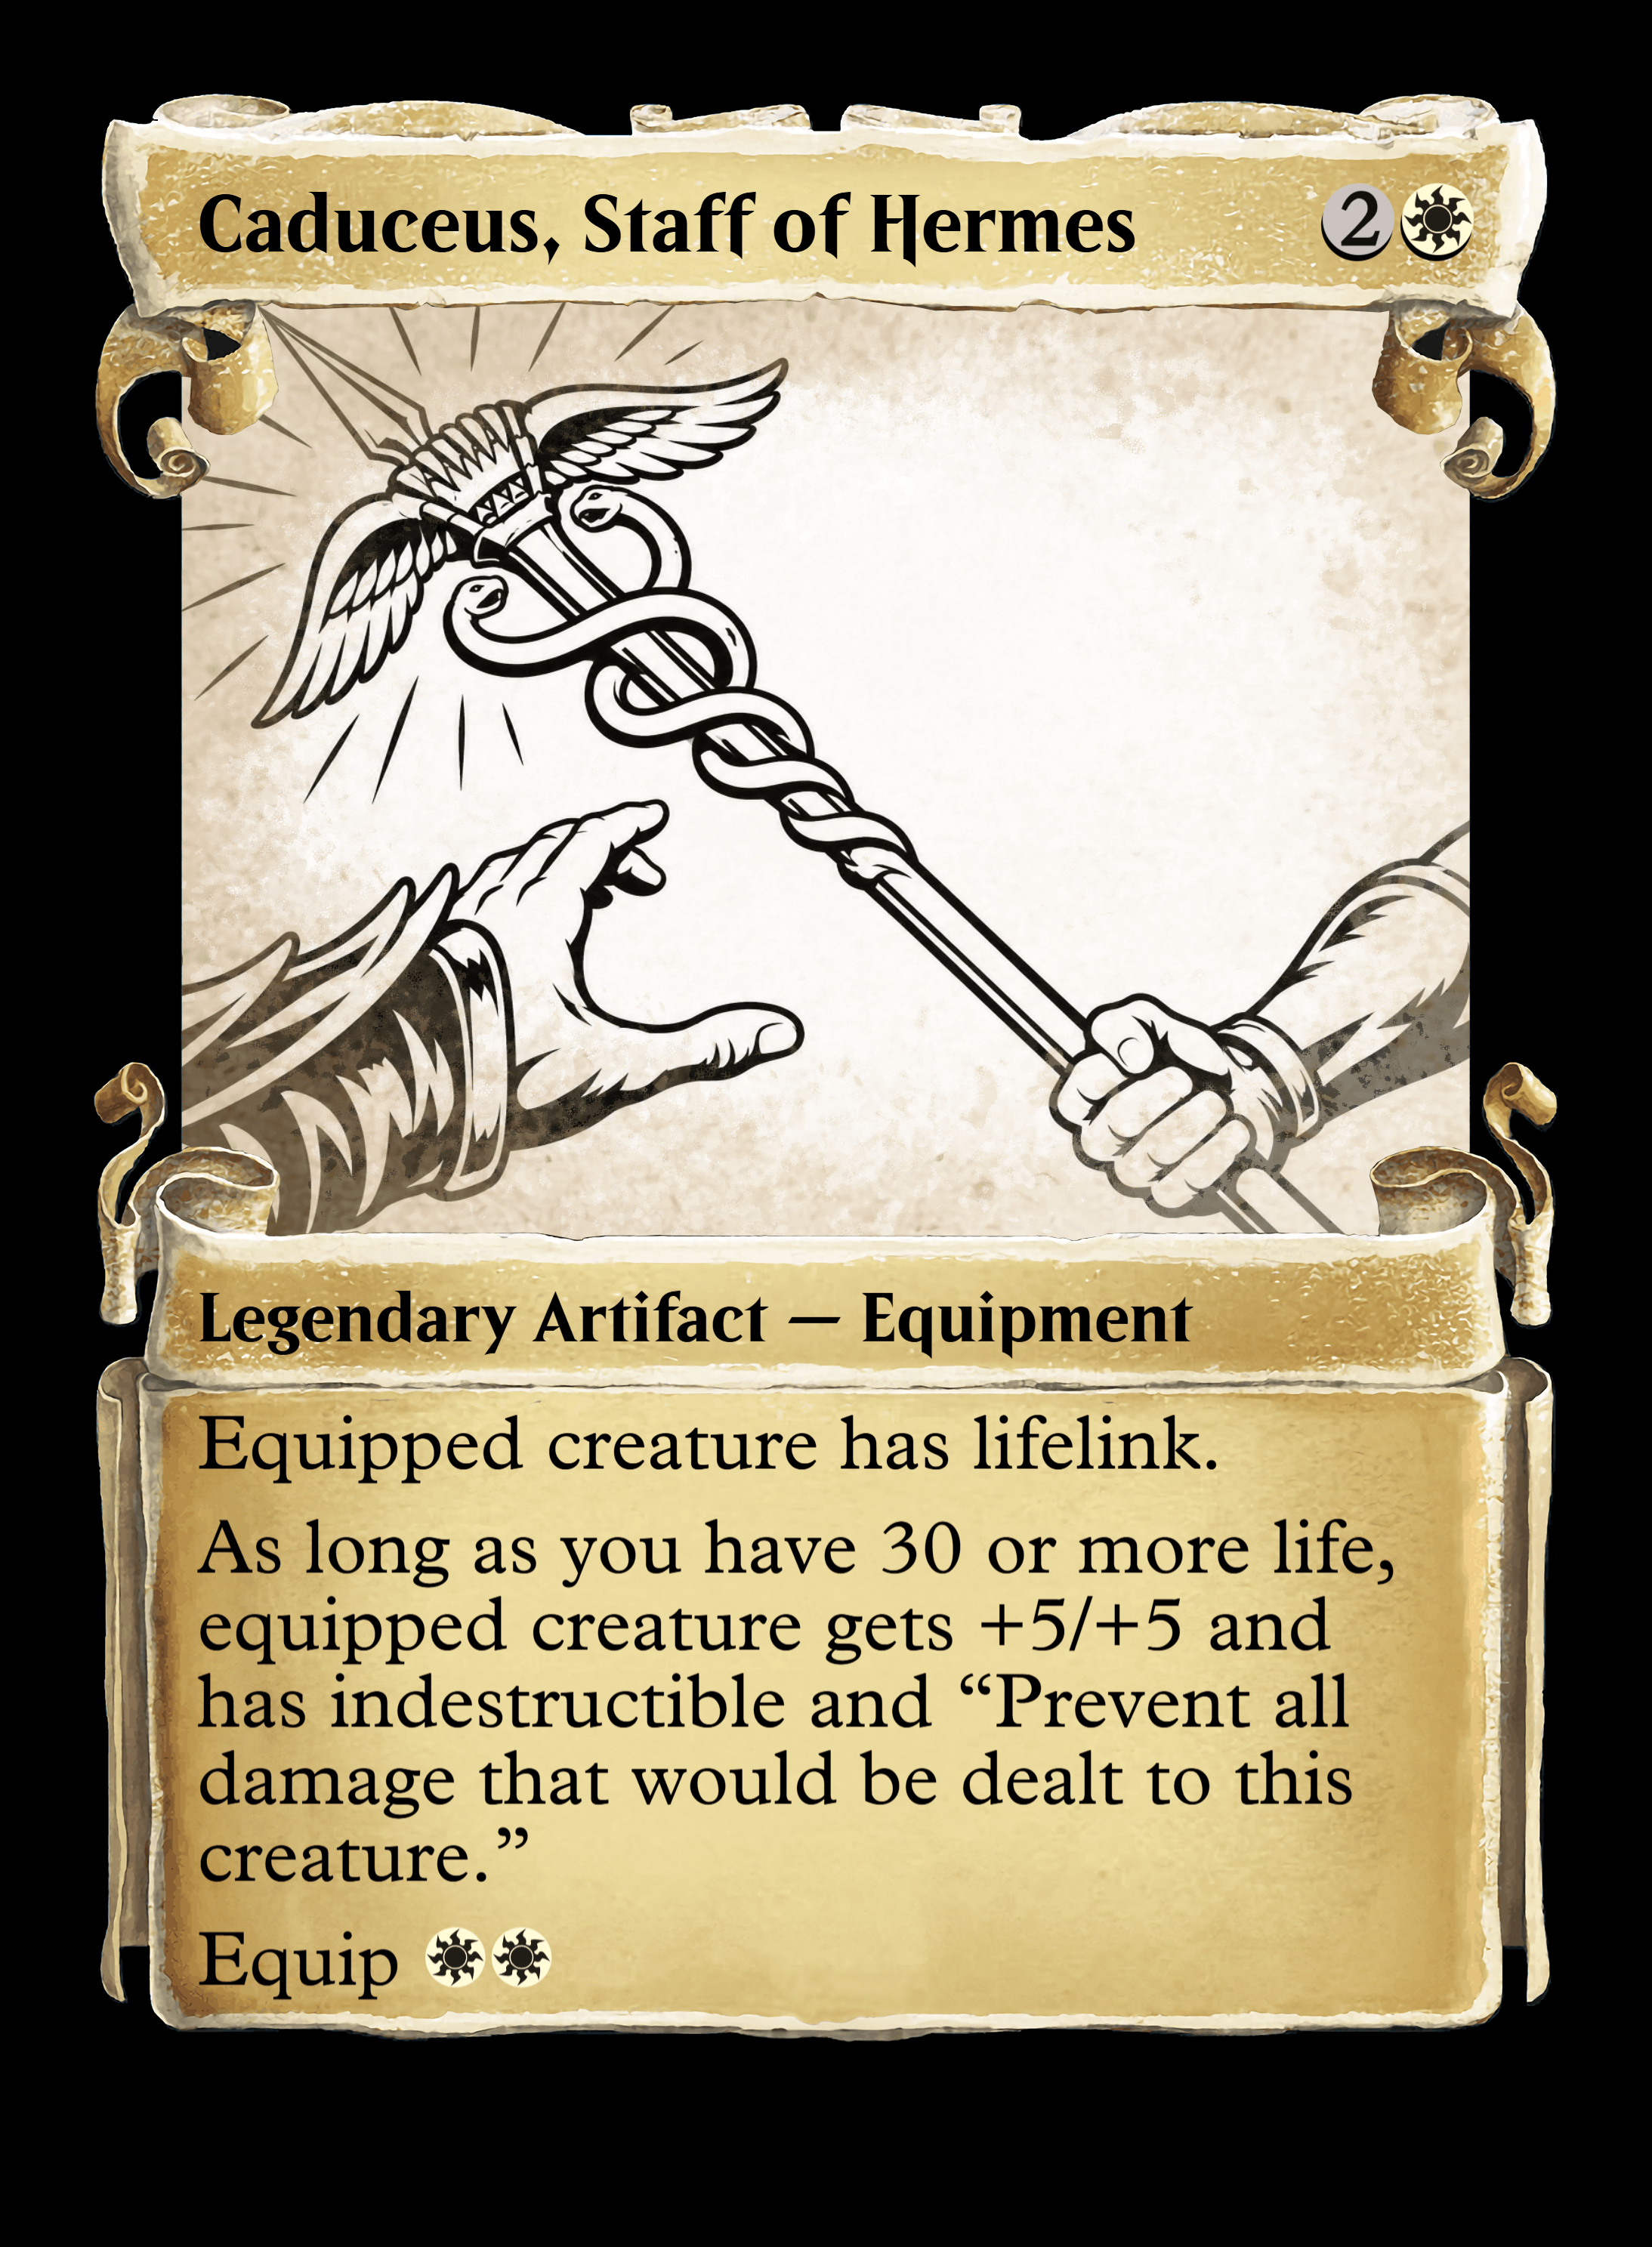 Caduceus, Staff of Hermes 2
Legendary Artifact — Equipment
Equipped creature has lifelink.
As long as you have 30 or more life,
equipped creature gets +5/+5 and
has indestructible and “Prevent all
damage that would be dealt to this
creature.”
Equip